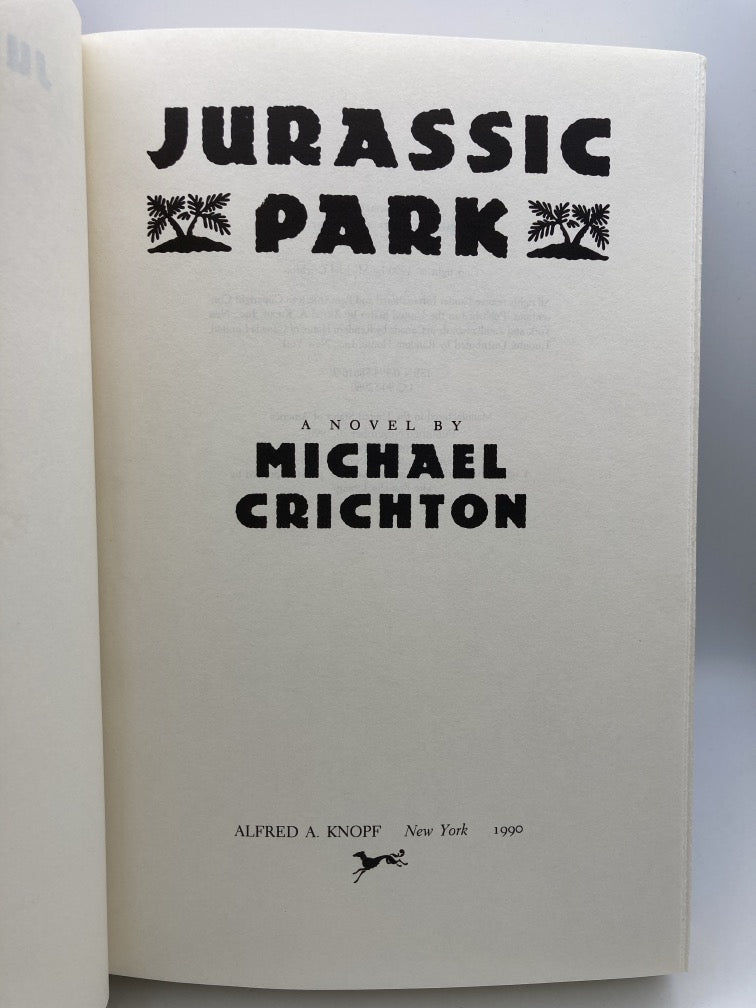 JURASSIC
PARK
A NOVEL BY
MICHAEL
CRICHTON
ALFRED A. KNOPF New York 1990